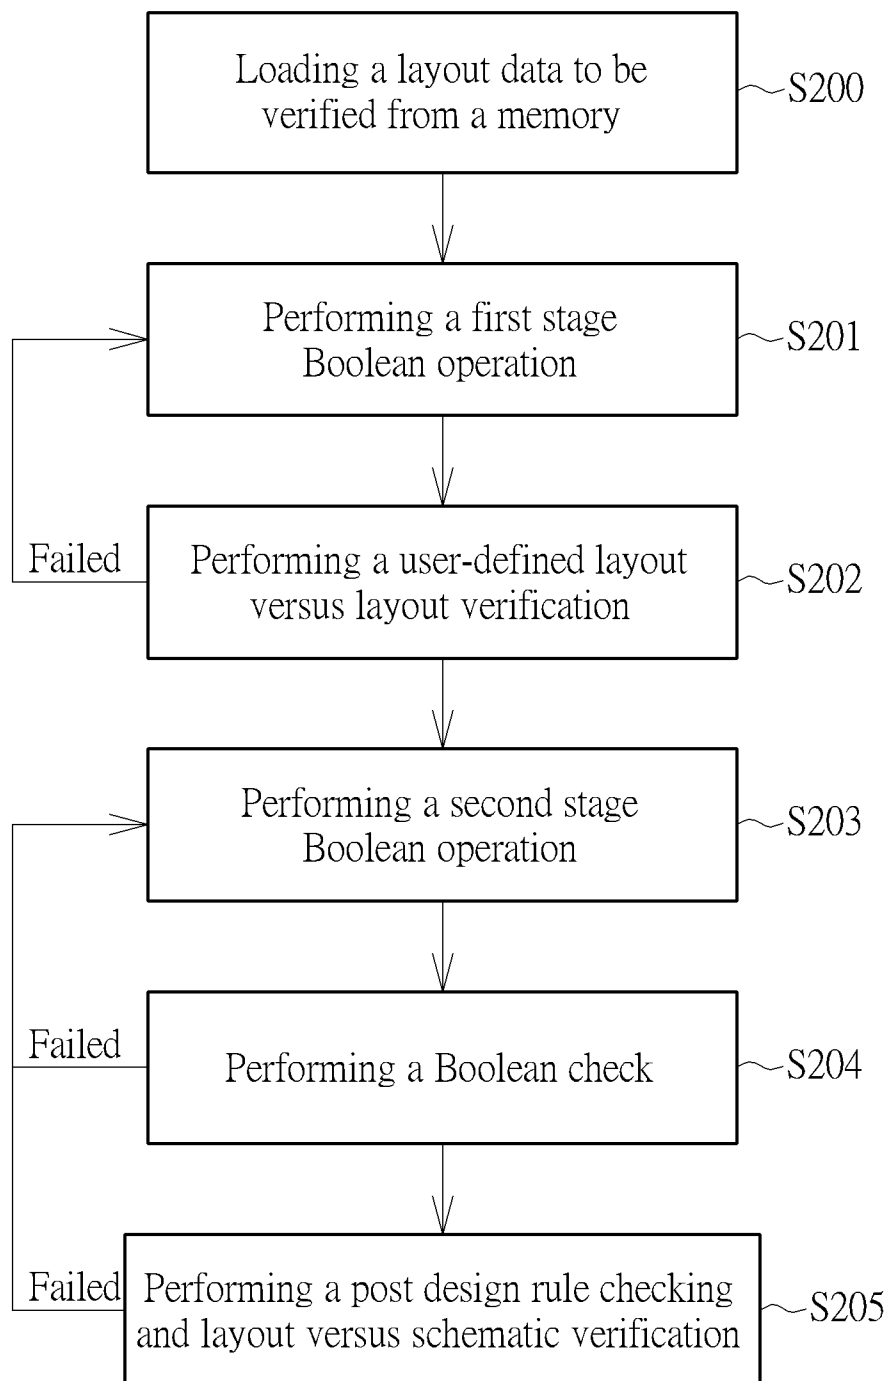 Loading a layout data to be
verified from a memory
S200
Performing a first stage
Boolean operation
S201
Failed
Performing a user-defined layout
versus layout verification
S202
Performing a second stage
Boolean operation
S203
Failed
Performing a Boolean check
S204
Failed
Performing a post design rule checking
and layout versus schematic verification
S205